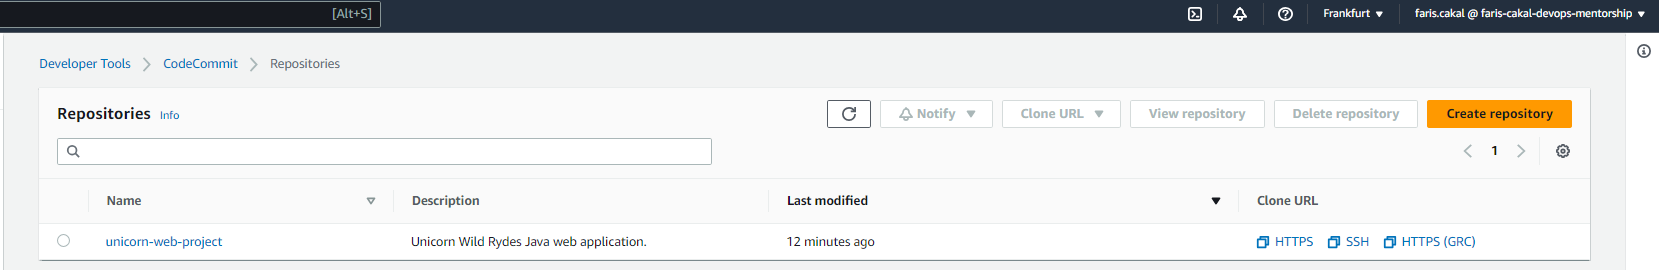 [Alt+S] Frankfurt ▼ faris.cakal @ faris-cakal-devops-mentorship ▼
Developer Tools > CodeCommit > Repositories
Repositories Info Notify ▼ Clone URL ▼ View repository Delete repository Create repository
< 1 >
Name Description Last modified Clone URL
unicorn-web-project Unicorn Wild Rydes Java web application. 12 minutes ago HTTPS SSH HTTPS (GRC)